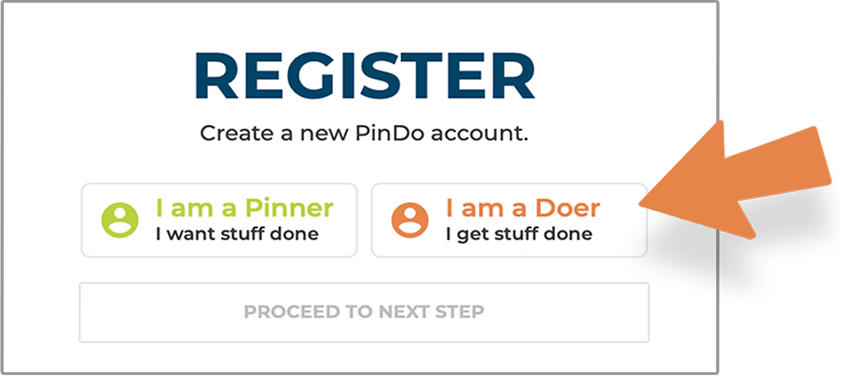 REGISTER
Create a new PinDo account.
I am a Pinner
I want stuff done
I am a Doer
I get stuff done
PROCEED TO NEXT STEP